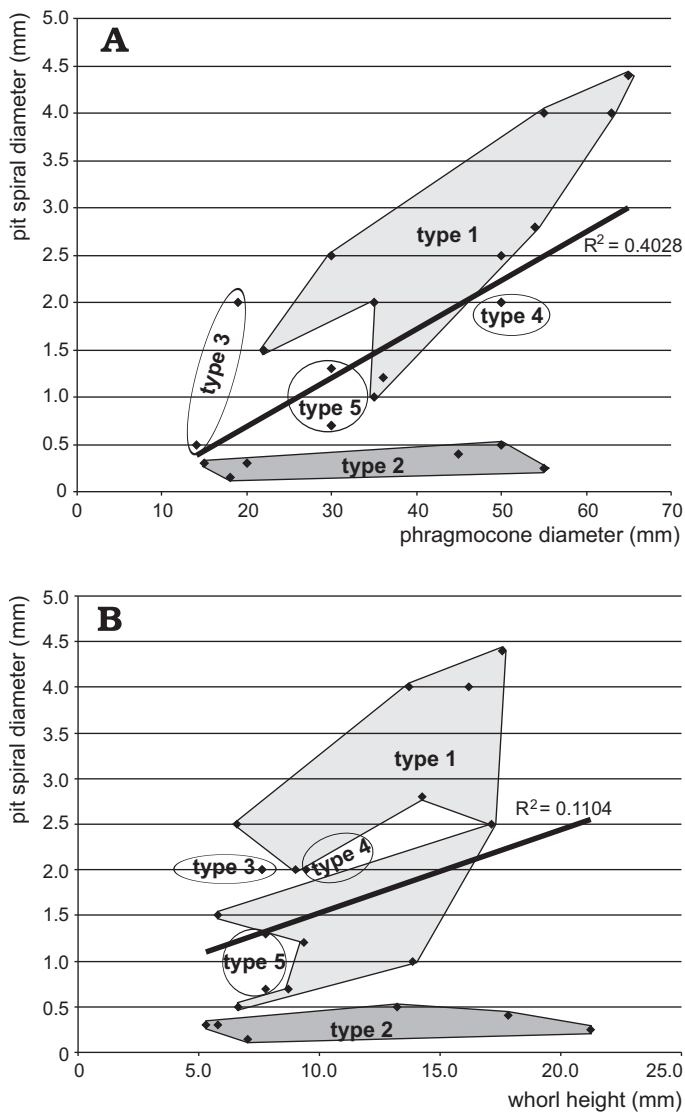 A
pit spiral diameter (mm)
5.0
4.5
4.0
3.5
3.0
2.5
2.0
1.5
1.0
0.5
0
type 1
R² = 0.4028
type 3
type 4
type 5
type 2
0 10 20 30 40 50 60 70
phragmocone diameter (mm)
B
pit spiral diameter (mm)
5.0
4.5
4.0
3.5
3.0
2.5
2.0
1.5
1.0
0.5
0
type 1
R² = 0.1104
type 3
type 4
type 5
type 2
0 5.0 10.0 15.0 20.0 25.0
whorl height (mm)